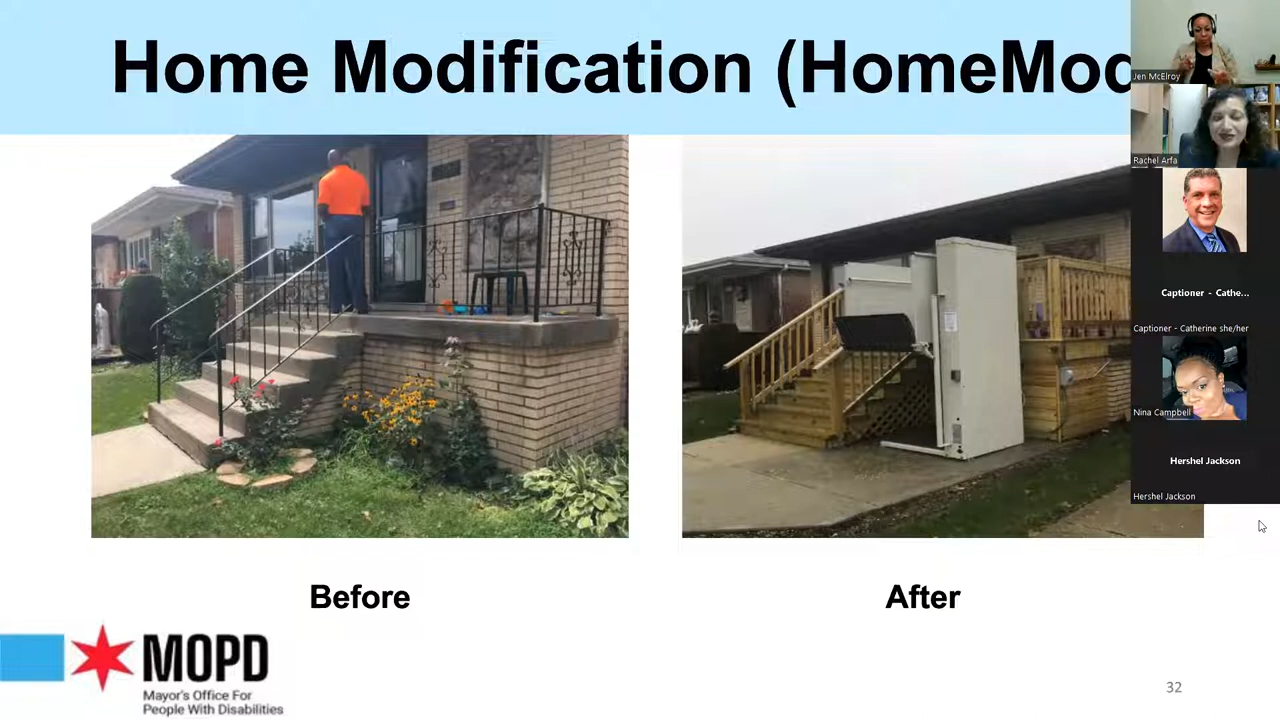 Home Modification (HomeMod
Jen McElroy
Rachel Arfa
Captioner - Cathe...
Captioner - Catherine she/her
Nina Campbell
Hershel Jackson
Hershel Jackson
Before
After
MOPD
Mayor's Office For
People With Disabilities
32